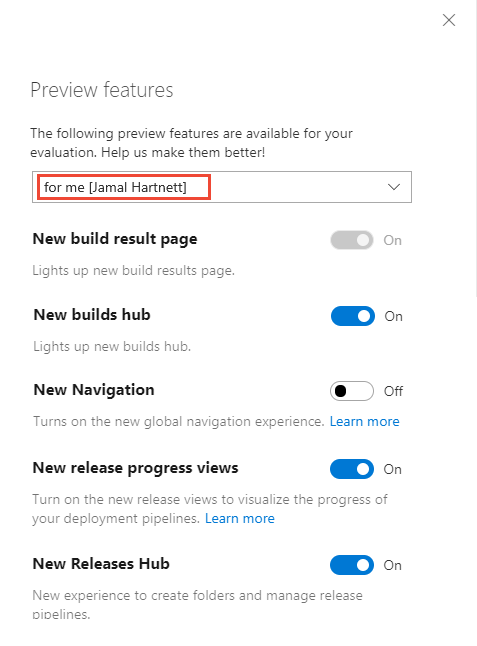 Preview features
The following preview features are available for your
evaluation. Help us make them better!
for me [Jamal Hartnett]
New build result page On
Lights up new build results page.
New builds hub On
Lights up new builds hub.
New Navigation Off
Turns on the new global navigation experience. Learn more
New release progress views On
Turn on the new release views to visualize the progress of
your deployment pipelines. Learn more
New Releases Hub On
New experience to create folders and manage release
pipelines.